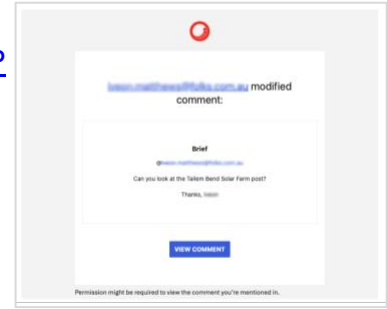 modified
comment:
Brief
Can you look at the Tailem Bend Solar Farm post?
Thanks,
VIEW COMMENT
Permission might be required to view the comment you're mentioned in.